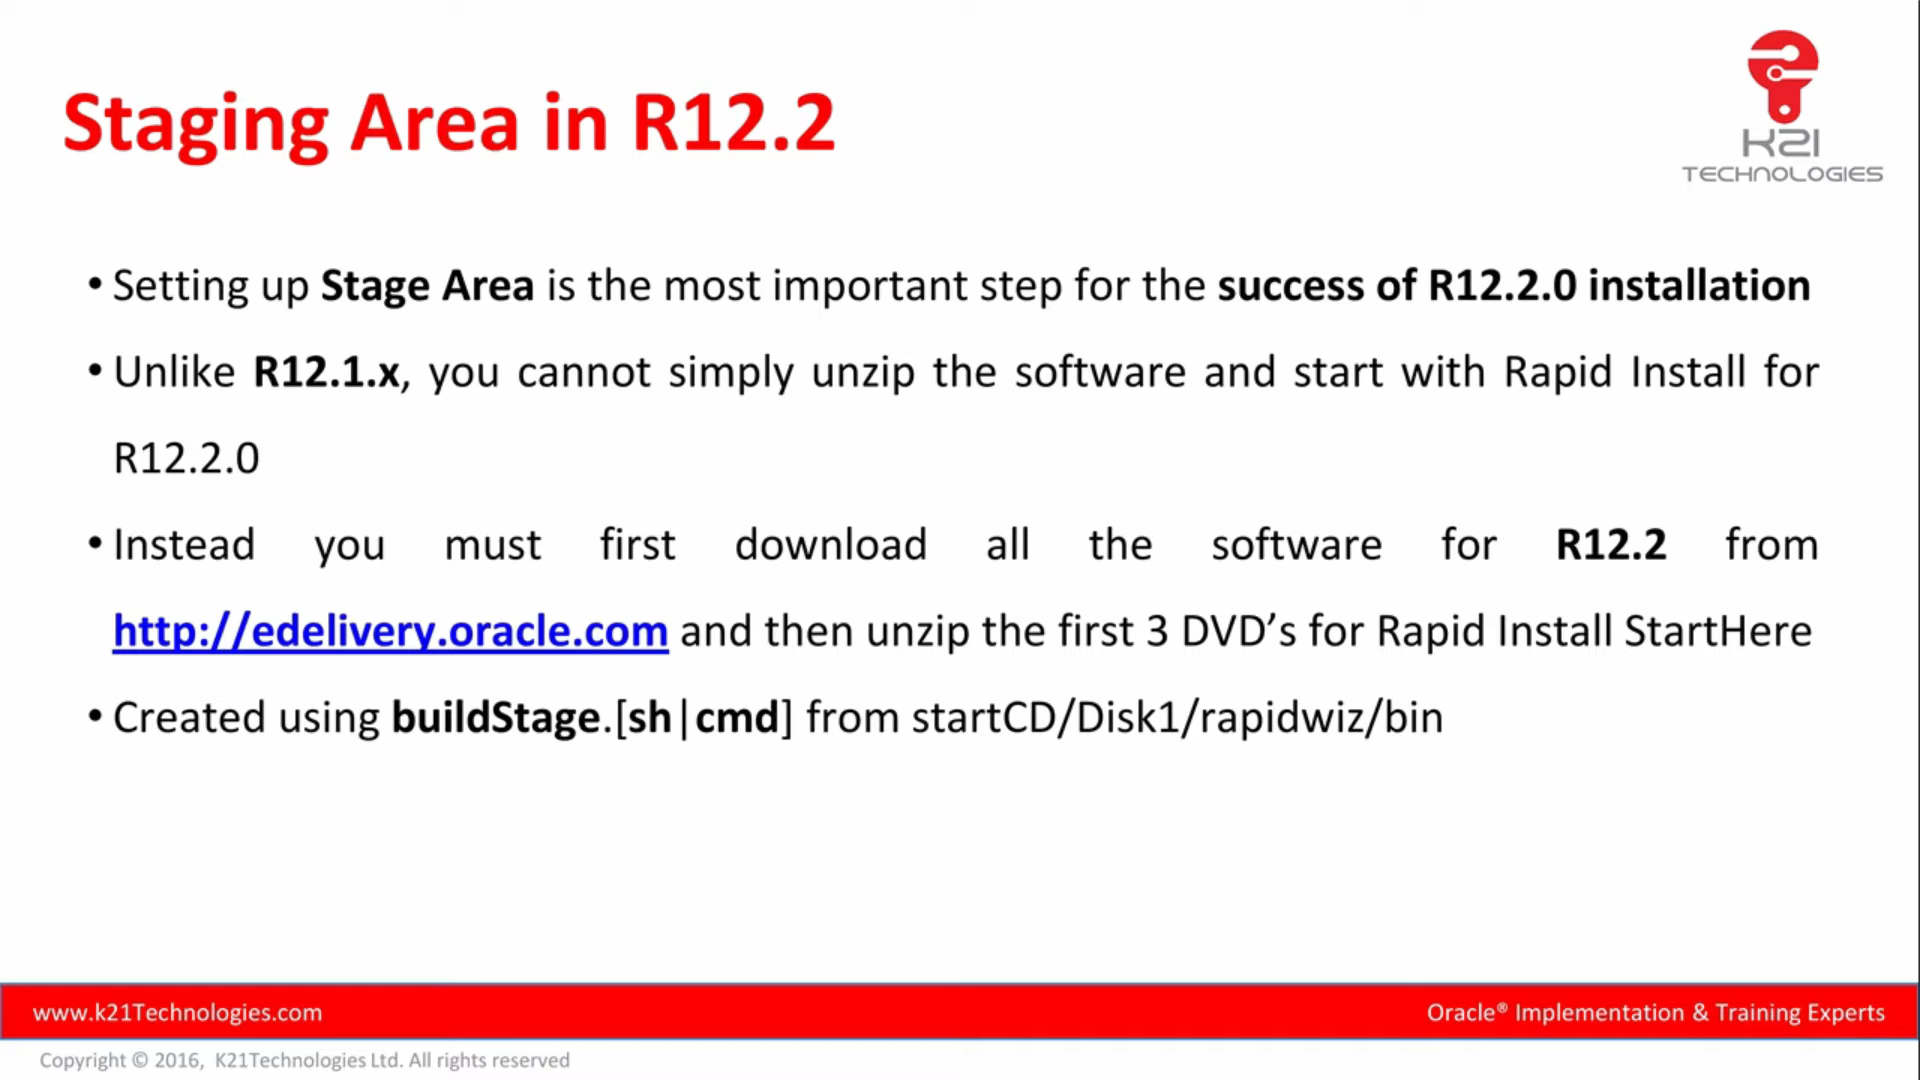 Staging Area in R12.2
K21
TECHNOLOGIES
• Setting up Stage Area is the most important step for the success of R12.2.0 installation
• Unlike R12.1.x, you cannot simply unzip the software and start with Rapid Install for
R12.2.0
• Instead you must first download all the software for R12.2 from
http://edelivery.oracle.com and then unzip the first 3 DVD’s for Rapid Install StartHere
• Created using buildStage.[sh|cmd] from startCD/Disk1/rapidwiz/bin
www.k21Technologies.com
Oracle® Implementation & Training Experts
Copyright © 2016, K21Technologies Ltd. All rights reserved